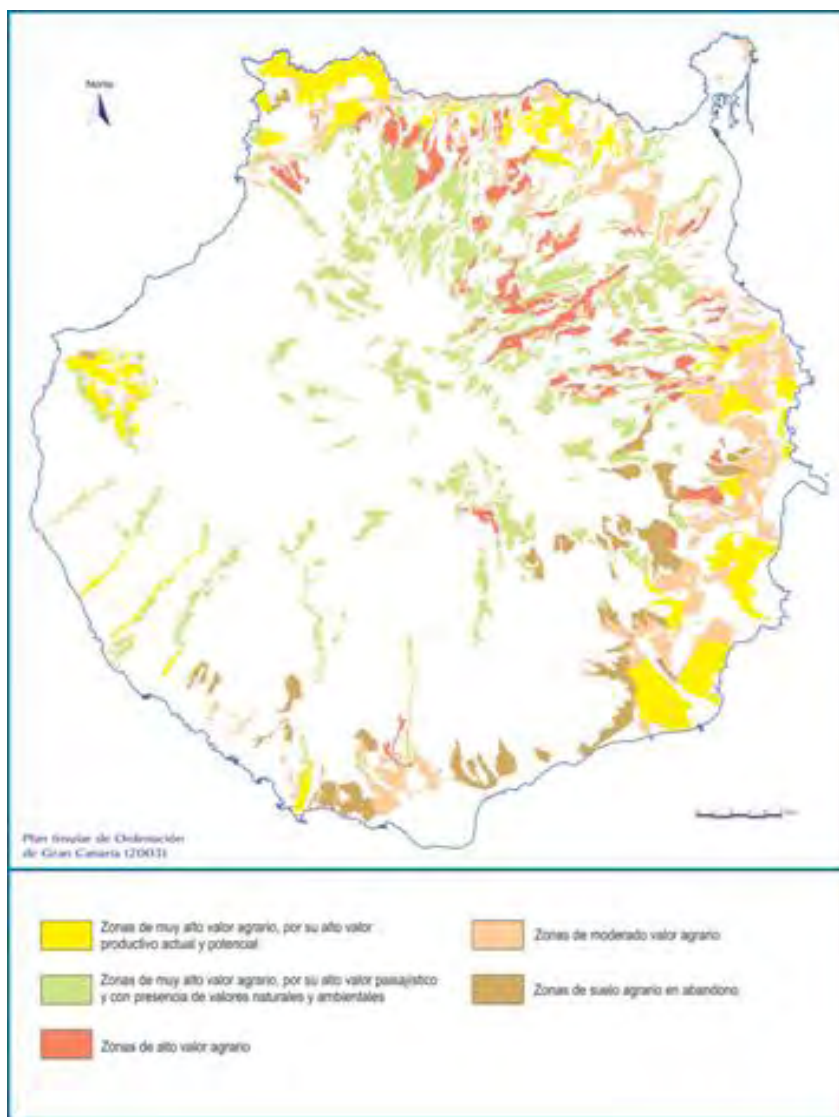 Norte
Plan Insular de Ordenación
de Gran Canaria (2003)
Zonas de muy alto valor agrario, por su alto valor
productivo actual y potencial
Zonas de muy alto valor agrario, por su alto valor paisajístico
y con presencia de valores naturales y ambientales
Zonas de alto valor agrario
Zonas de moderado valor agrario
Zonas de suelo agrario en abandono